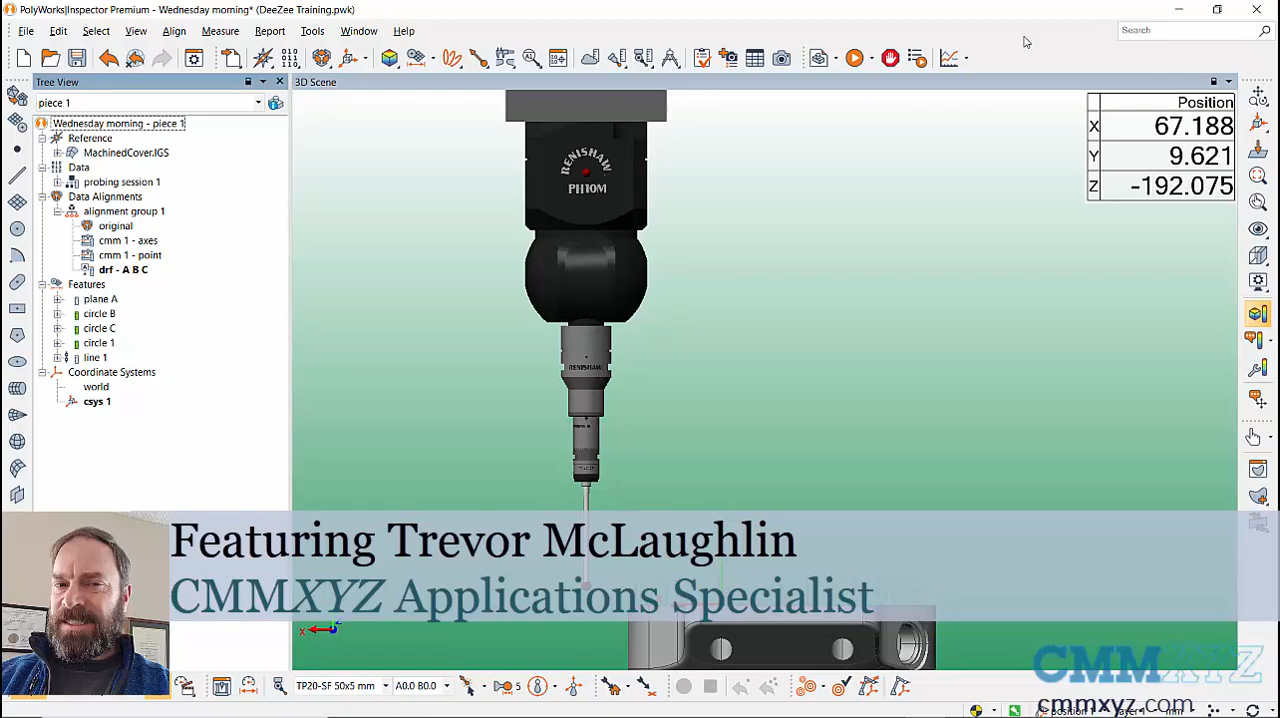 PolyWorks|Inspector Premium - Wednesday morning* (DeeZee Training.pwk)
File Edit Select View Align Measure Report Tools Window Help
Search
Tree View
3D Scene
piece 1
Wednesday morning - piece 1
Reference
MachinedCover.IGS
Data
probing session 1
Data Alignments
alignment group 1
original
cmm 1 - axes
cmm 1 - point
drf - A B C
Features
plane A
circle B
circle C
circle 1
line 1
Coordinate Systems
world
csys 1
Position
X 67.188
Y 9.621
Z -192.075
RENISHAW
PH10M
RENISHAW
Featuring Trevor McLaughlin
CMMXYZ Applications Specialist
X
CMMXYZ
cmmxyz.com
TP20-SF 50x5 mm
A0.0 B0.0
5
position 1